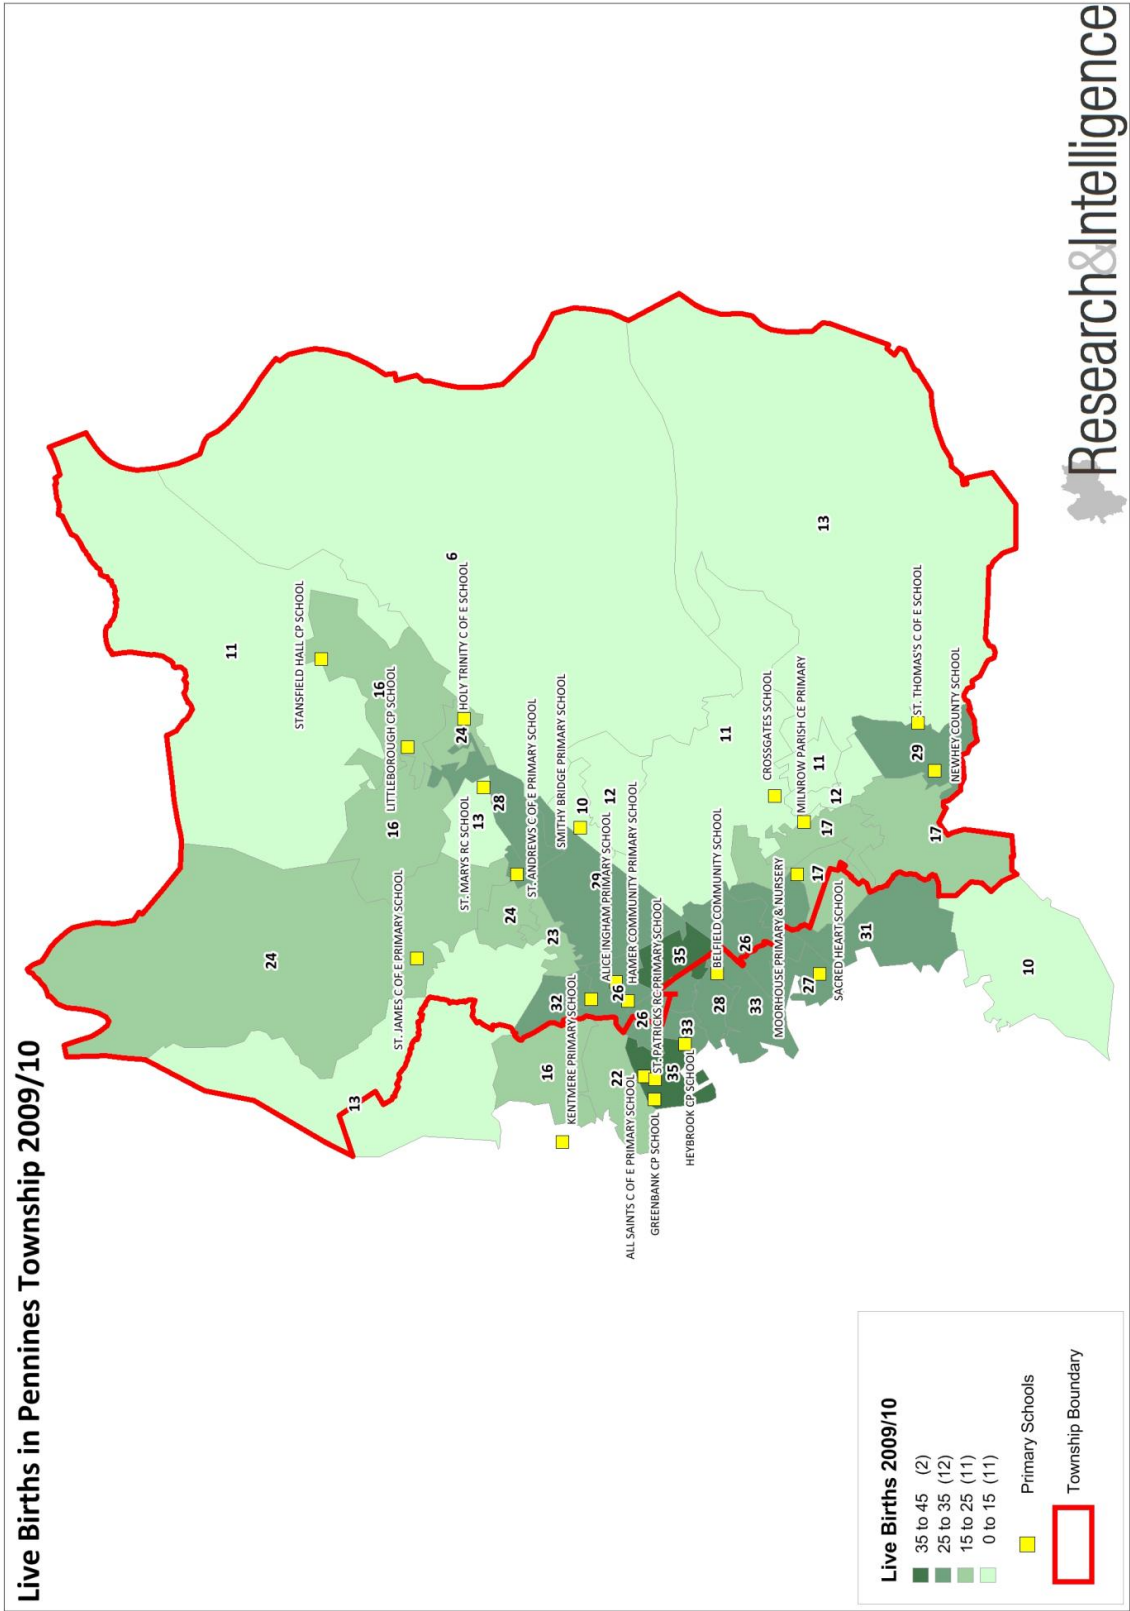 Live Births in Pennines Township 2009/10
11
STANSFIELD HALL CP SCHOOL
24
16
LITTLEBOROUGH CP SCHOOL
16
ST. JAMES C OF E PRIMARY SCHOOL
6
HOLY TRINITY C OF E SCHOOL
24
13
28
13
ST. MARYS RC SCHOOL
ST. ANDREWS C OF E PRIMARY SCHOOL
24
SMITHY BRIDGE PRIMARY SCHOOL
10
23
32
16
KENTMERE PRIMARY SCHOOL
29
12
ALICE INGHAM PRIMARY SCHOOL
26
HAMER COMMUNITY PRIMARY SCHOOL
22
26
ALL SAINTS C OF E PRIMARY SCHOOL
ST. PATRICKS RC PRIMARY SCHOOL
GREENBANK CP SCHOOL
35
35
33
HEYBROOK CP SCHOOL
BELFIELD COMMUNITY SCHOOL
28
11
26
33
CROSSGATES SCHOOL
MOORHOUSE PRIMARY & NURSERY
MILNROW PARISH CE PRIMARY
13
11
17
17
12
27
SACRED HEART SCHOOL
31
ST. THOMAS'S C OF E SCHOOL
29
17
NEWHEY COUNTY SCHOOL
10
Live Births 2009/10
35 to 45 (2)
25 to 35 (12)
15 to 25 (11)
0 to 15 (11)
Primary Schools
Township Boundary
Research&Intelligence